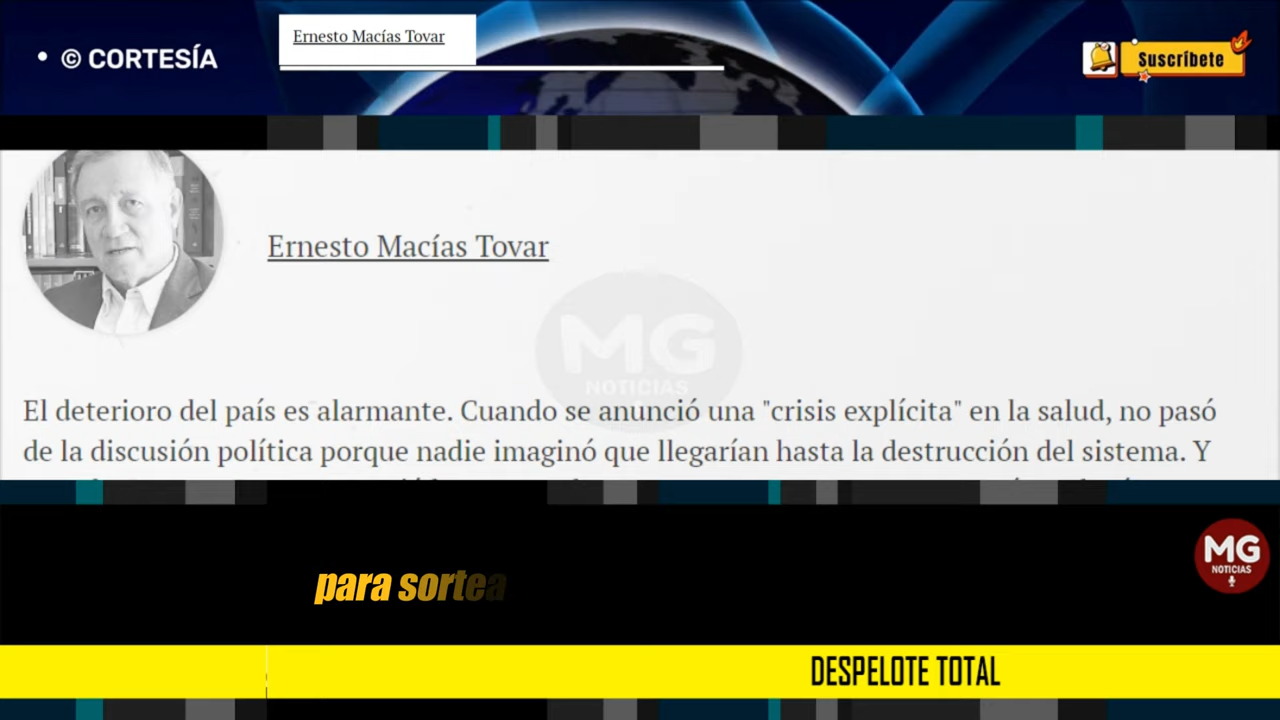 • © CORTESÍA
Ernesto Macías Tovar
Suscríbete
Ernesto Macías Tovar
MG
NOTICIAS
El deterioro del país es alarmante. Cuando se anunció una "crisis explícita" en la salud, no pasó
de la discusión política porque nadie imaginó que llegarían hasta la destrucción del sistema. Y
para sortea
MG
NOTICIAS
DESPELOTE TOTAL